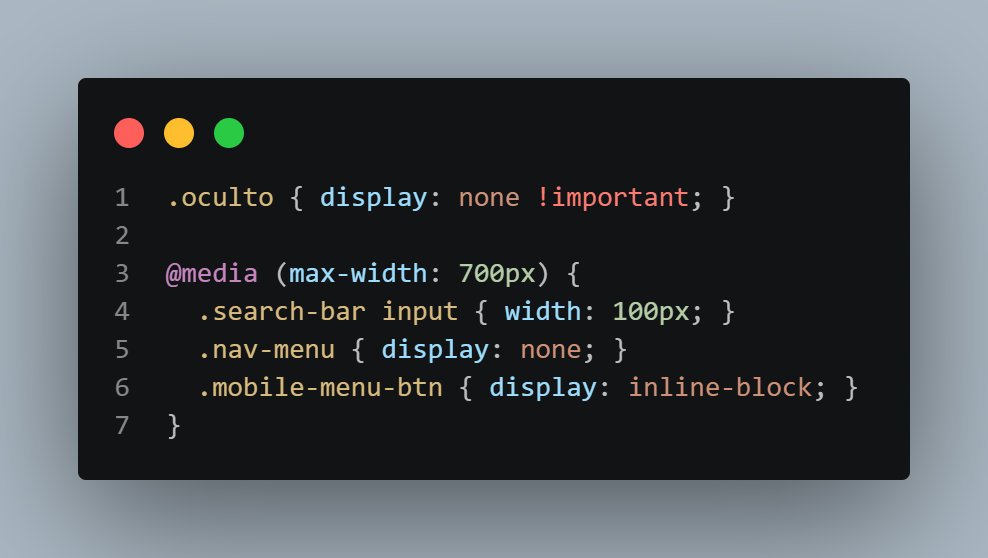 1 .oculto { display: none !important; }
2
3 @media (max-width: 700px) {
4 .search-bar input { width: 100px; }
5 .nav-menu { display: none; }
6 .mobile-menu-btn { display: inline-block; }
7 }